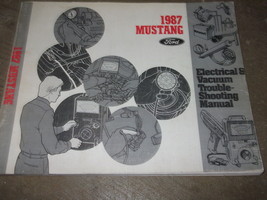 1987
MUSTANG
Ford
Electrical &
Vacuum
Trouble-
Shooting
Manual
1987 MUSTANG